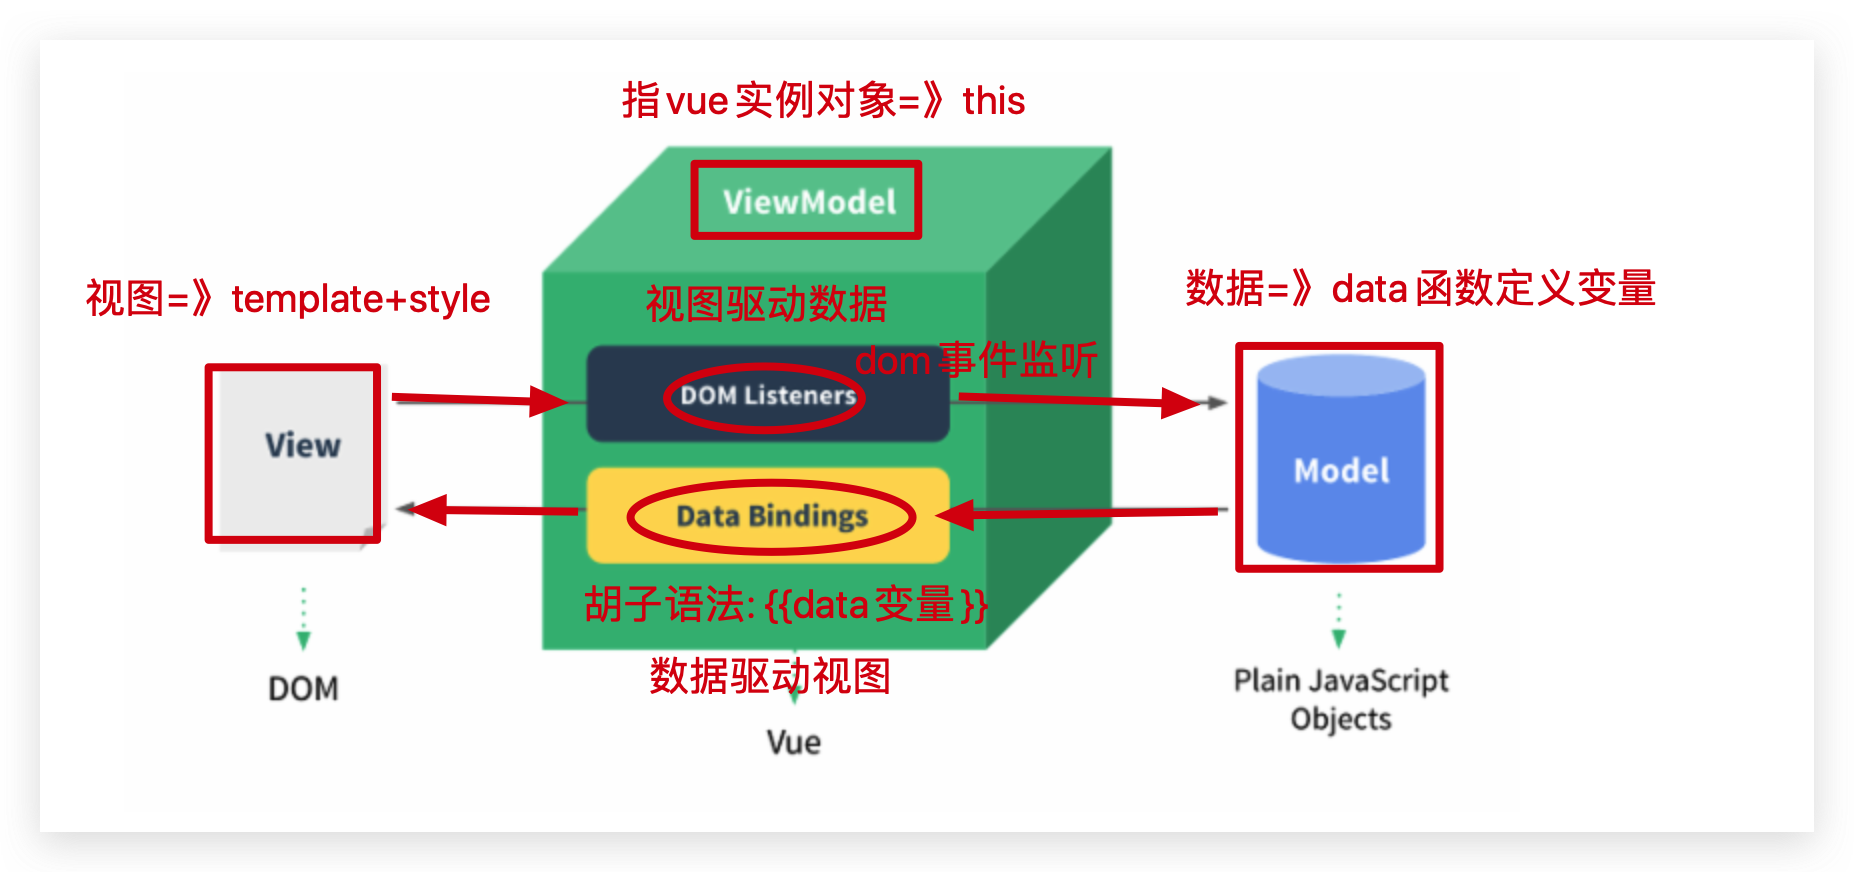 指vue实例对象=》this
ViewModel
视图=》template+style
视图驱动数据
数据=》data函数定义变量
dom事件监听
DOM Listeners
View
Model
Data Bindings
胡子语法: {{data变量}}
数据驱动视图
DOM
Vue
Plain JavaScript
Objects